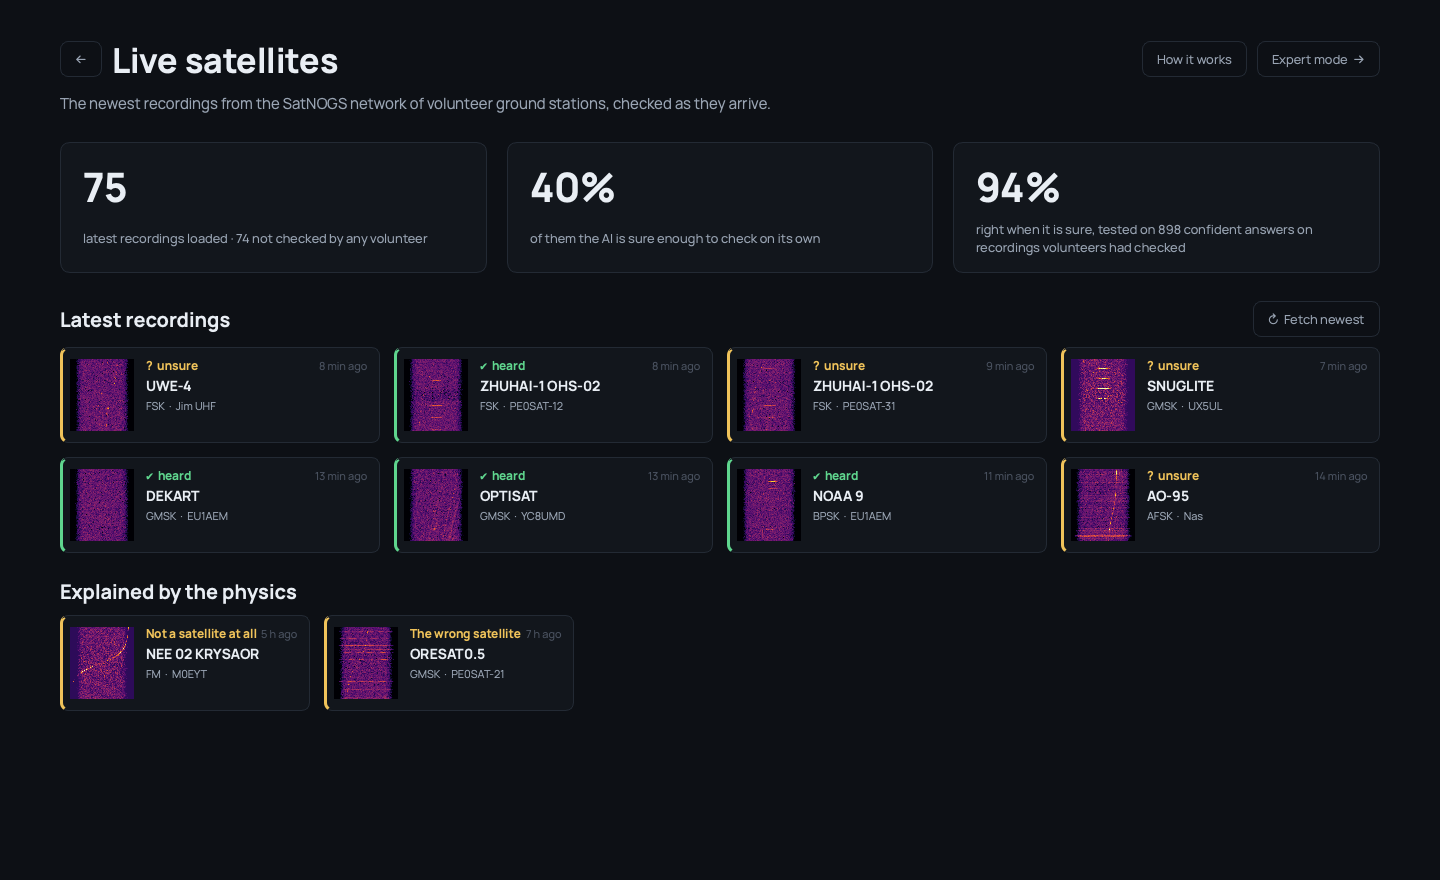 ← Live satellites How it works Expert mode →
The newest recordings from the SatNOGS network of volunteer ground stations, checked as they arrive.
75
latest recordings loaded · 74 not checked by any volunteer
40%
of them the AI is sure enough to check on its own
94%
right when it is sure, tested on 898 confident answers on
recordings volunteers had checked
Latest recordings ↻ Fetch newest
? unsure 8 min ago
UWE-4
FSK · Jim UHF
✔ heard 8 min ago
ZHUHAI-1 OHS-02
FSK · PE0SAT-12
? unsure 9 min ago
ZHUHAI-1 OHS-02
FSK · PE0SAT-31
? unsure 7 min ago
SNUGLITE
GMSK · UX5UL
✔ heard 13 min ago
DEKART
GMSK · EU1AEM
✔ heard 13 min ago
OPTISAT
GMSK · YC8UMD
✔ heard 11 min ago
NOAA 9
BPSK · EU1AEM
? unsure 14 min ago
AO-95
AFSK · Nas
Explained by the physics
Not a satellite at all 5 h ago
NEE 02 KRYSAOR
FM · M0EYT
The wrong satellite 7 h ago
ORESAT0.5
GMSK · PE0SAT-21